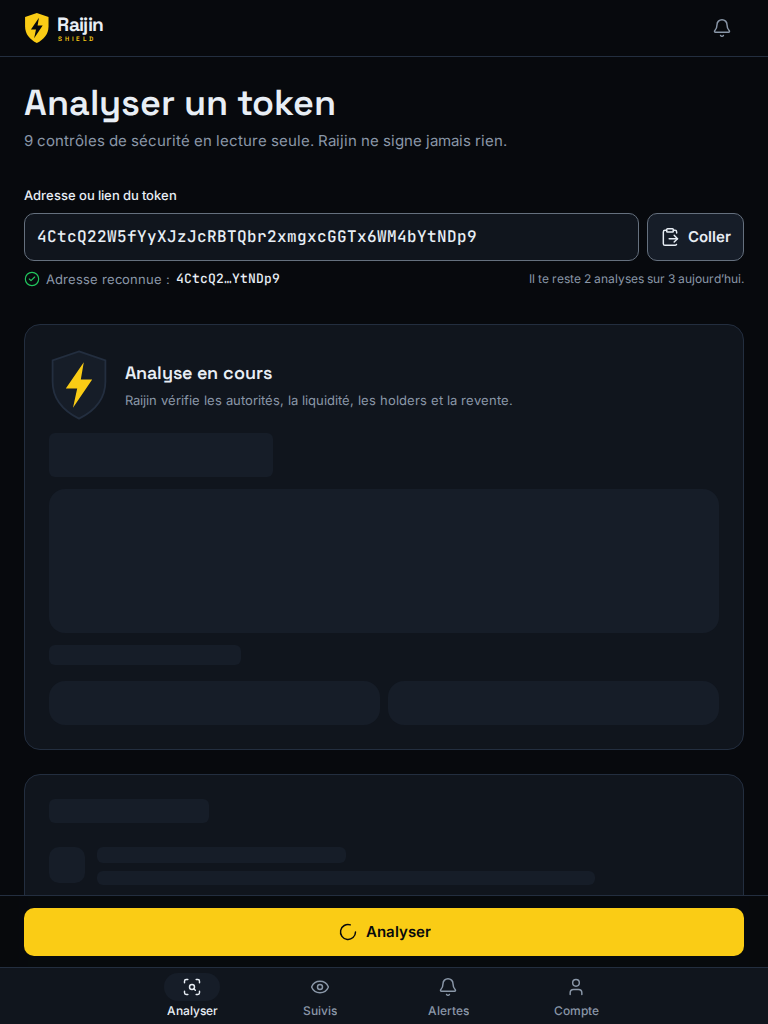 Raijin
SHIELD
Analyser un token
9 contrôles de sécurité en lecture seule. Raijin ne signe jamais rien.
Adresse ou lien du token
4CtcQ22W5fYyXJzJcRBTQbr2xmgxcGGTx6WM4bYtNDp9
Coller
Adresse reconnue : 4CtcQ2…YtNDp9
Il te reste 2 analyses sur 3 aujourd'hui.
Analyse en cours
Raijin vérifie les autorités, la liquidité, les holders et la revente.
Analyser
Analyser
Suivis
Alertes
Compte